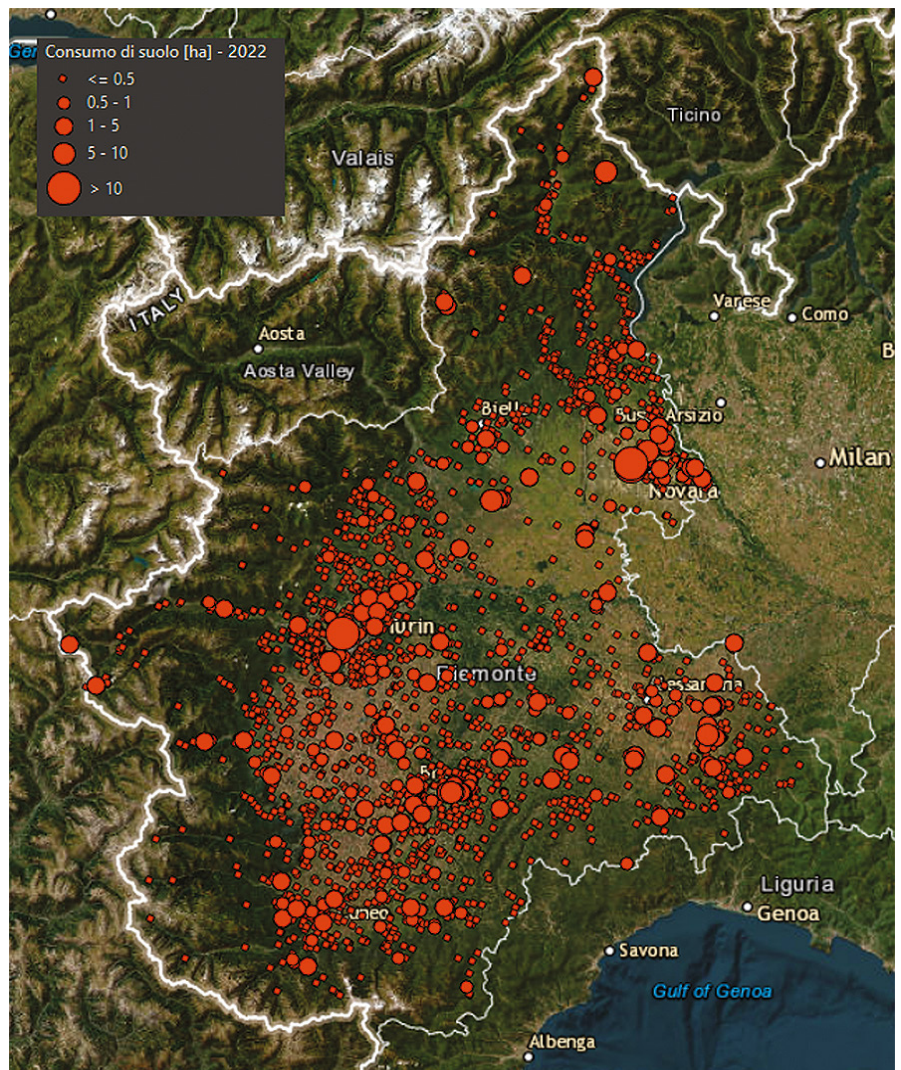 Consumo di suolo [ha] - 2022
<= 0.5
0.5 - 1
1 - 5
5 - 10
> 10
Ticino
Valais
ITALY
Varese
Como
Aosta
Aosta Valley
Arsizio
Milan
Novara
Piemonte
Liguria
Genoa
Savona
Gulf of Genoa
Albenga